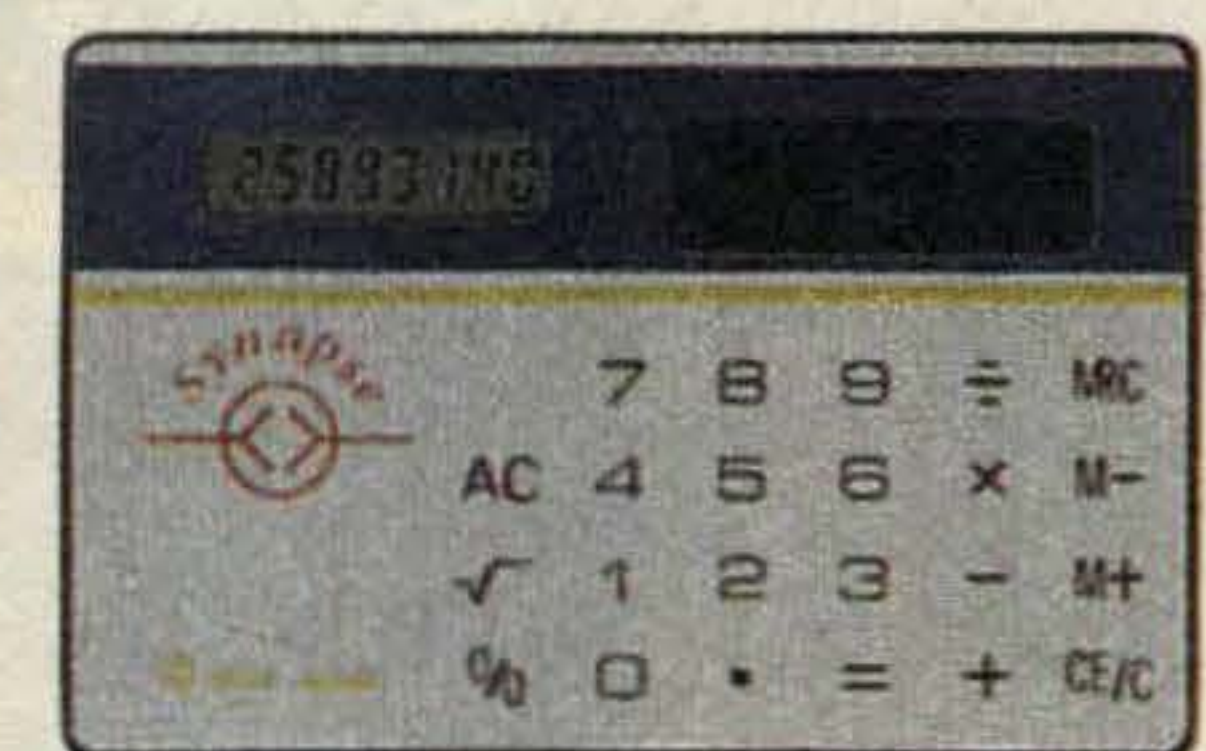 synapse
7 8 9 ÷ MRC
AC 4 5 6 × M−
√ 1 2 3 − M+
% 0 • = + CE/C